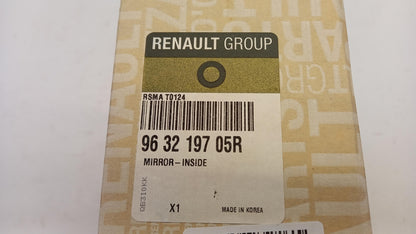 RENAULT GROUP
RSMA T0124
96 32 197 05R
MIRROR-INSIDE
X1
MADE IN KOREA